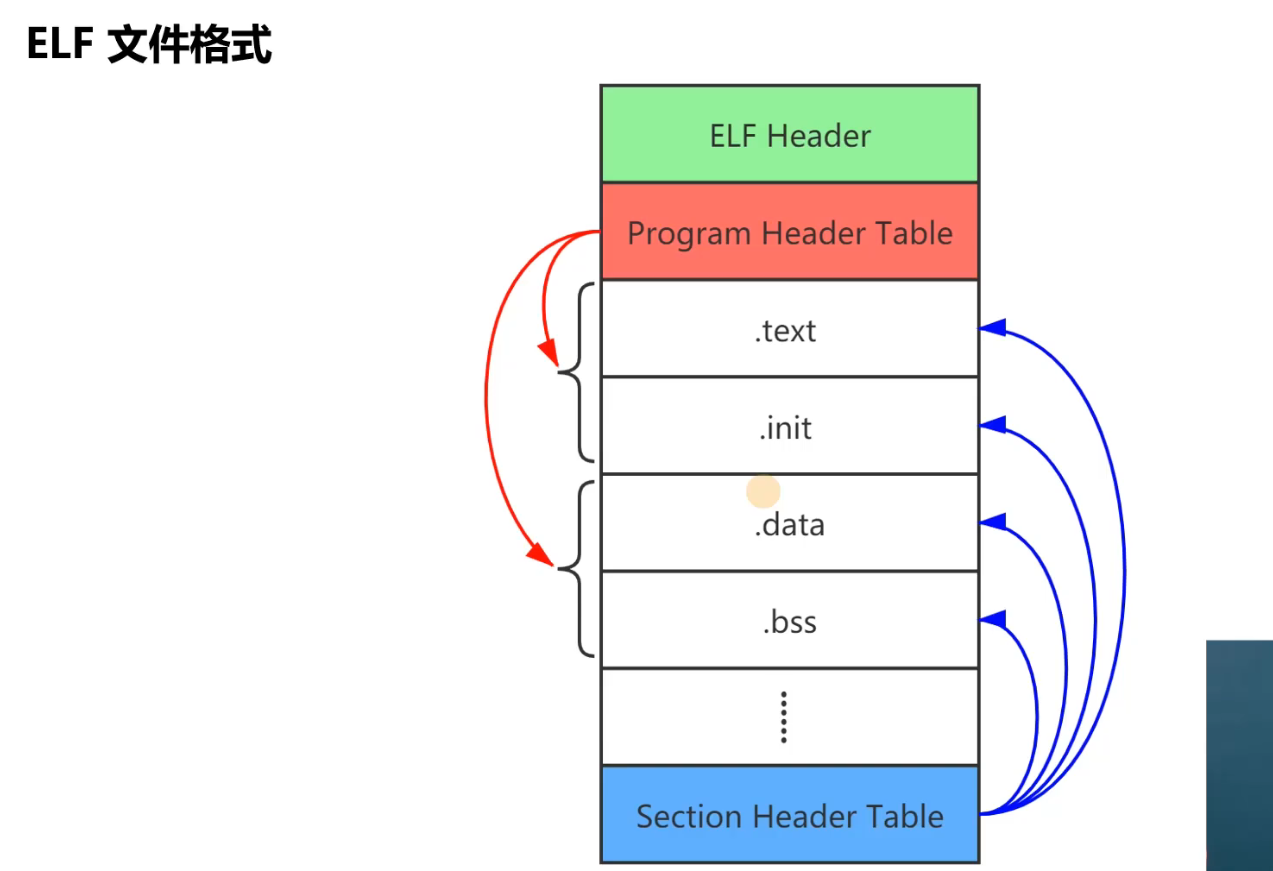 ELF 文件格式
ELF Header
Program Header Table
.text
.init
.data
.bss
Section Header Table